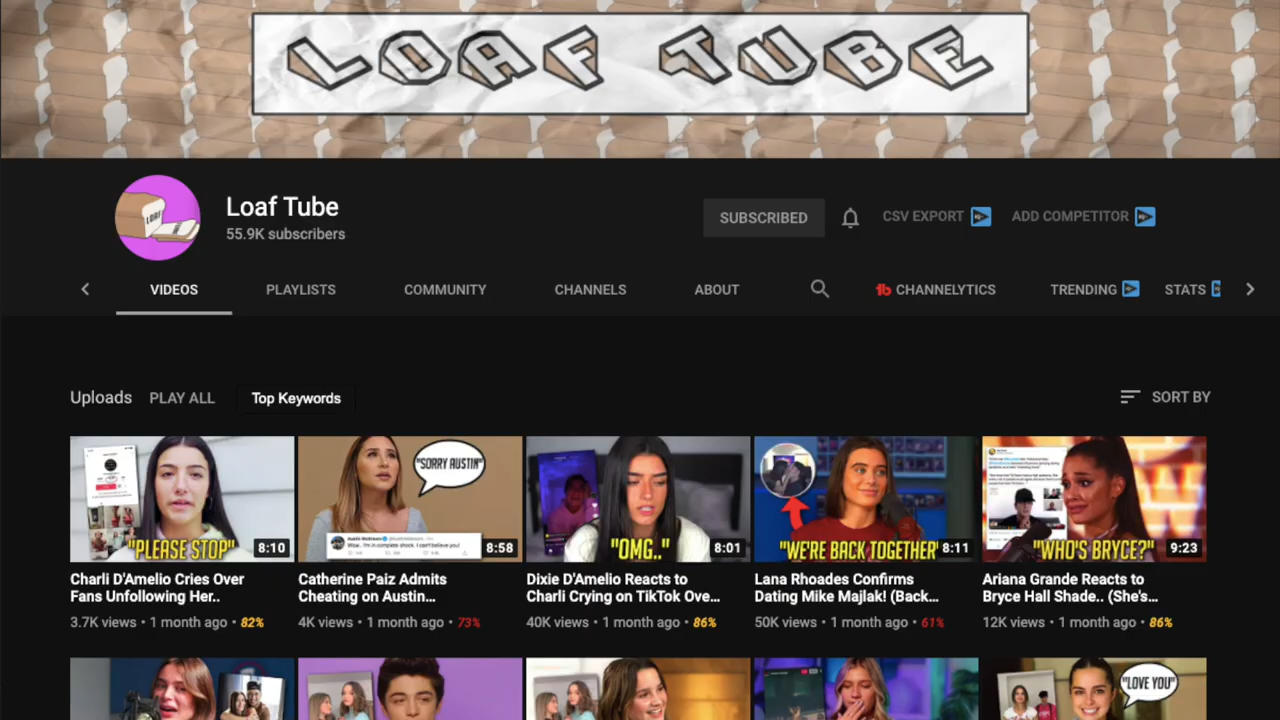 LOAF TUBE
LOAF
Loaf Tube
55.9K subscribers
SUBSCRIBED
CSV EXPORT
ADD COMPETITOR
VIDEOS
PLAYLISTS
COMMUNITY
CHANNELS
ABOUT
CHANNELYTICS
TRENDING
STATS
Uploads
PLAY ALL
Top Keywords
SORT BY
"PLEASE STOP"
8:10
"SORRY AUSTIN"
8:58
"OMG.."
8:01
"WE'RE BACK TOGETHER"
8:11
"WHO'S BRYCE?"
9:23
Charli D'Amelio Cries Over
Fans Unfollowing Her..
3.7K views • 1 month ago • 82%
Catherine Paiz Admits
Cheating on Austin...
4K views • 1 month ago • 73%
Dixie D'Amelio Reacts to
Charli Crying on TikTok Ove...
40K views • 1 month ago • 86%
Lana Rhoades Confirms
Dating Mike Majlak! (Back...
50K views • 1 month ago • 61%
Ariana Grande Reacts to
Bryce Hall Shade.. (She's...
12K views • 1 month ago • 86%
"LOVE YOU"